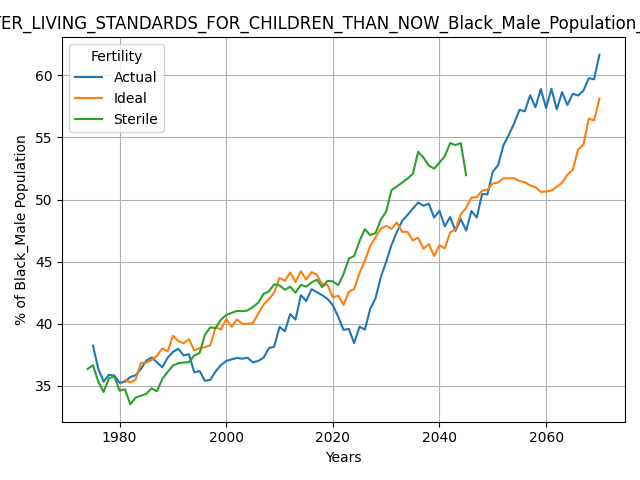 TER_LIVING_STANDARDS_FOR_CHILDREN_THAN_NOW_Black_Male_Population_
Fertility
Actual
Ideal
Sterile
% of Black_Male Population
60
55
50
45
40
35
1980
2000
2020
2040
2060
Years